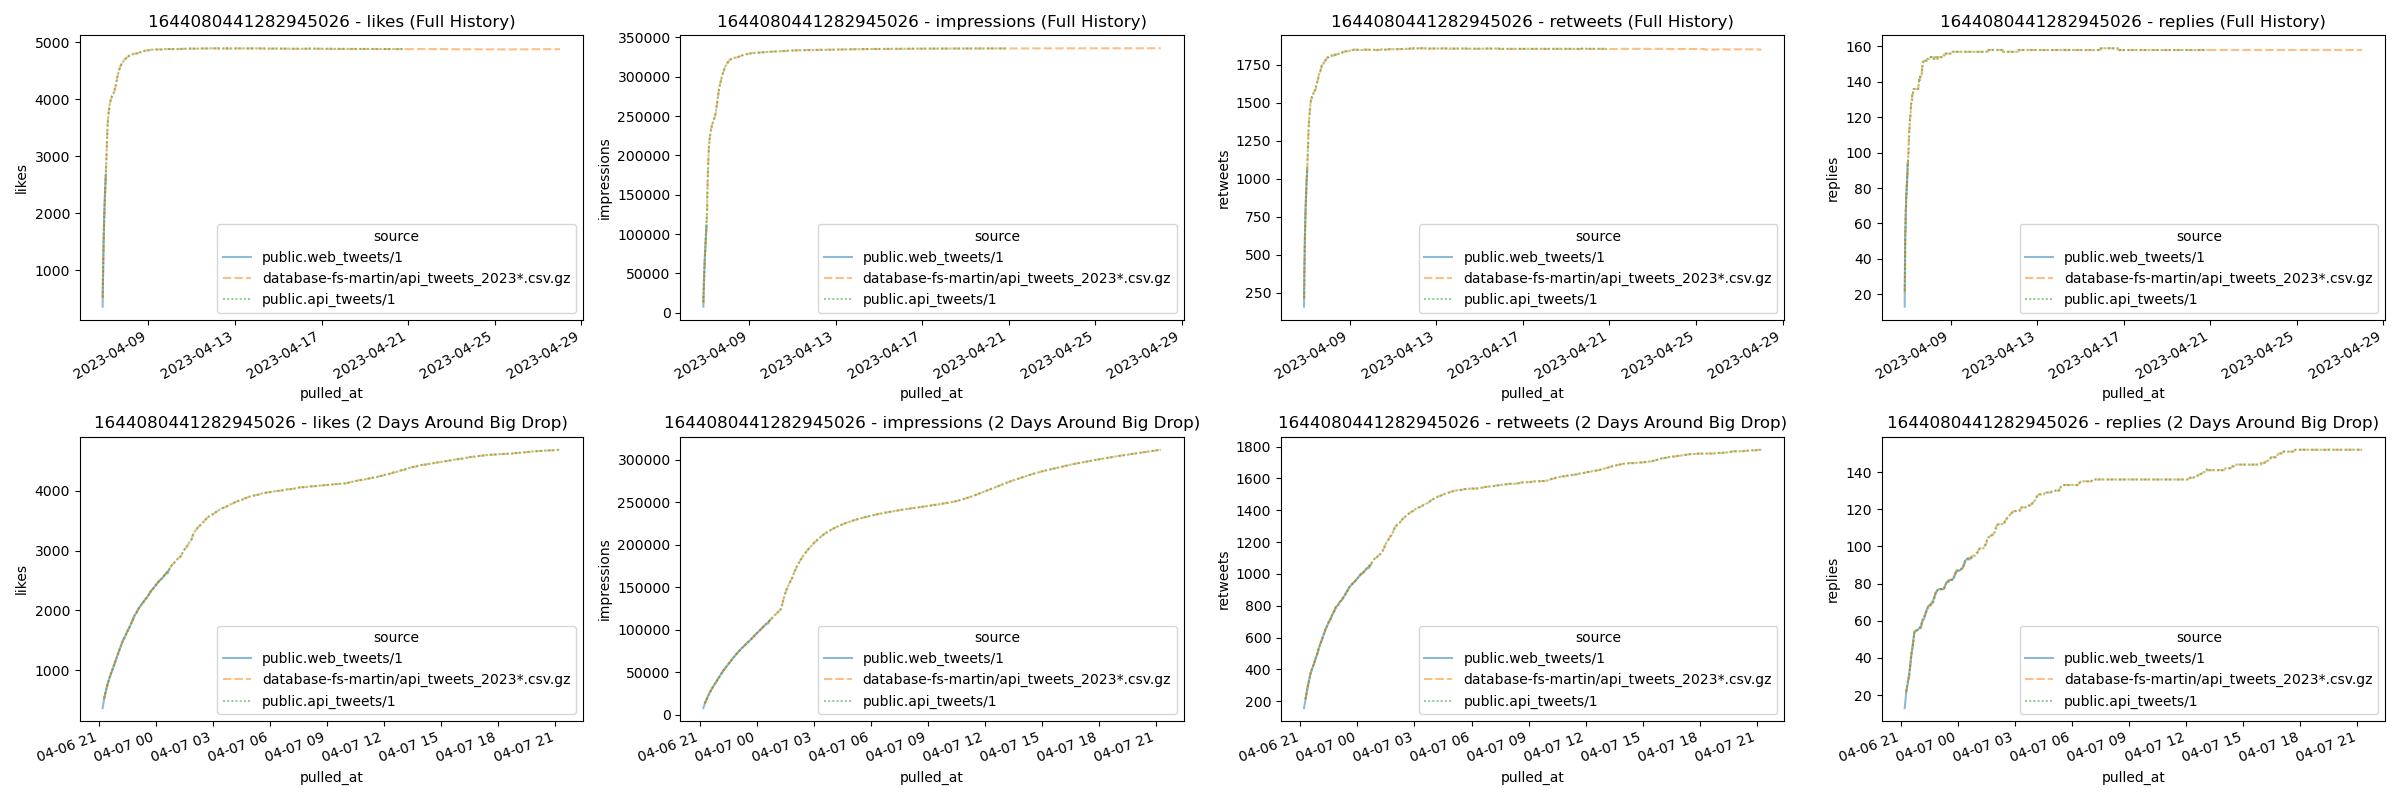 1644080441282945026 - likes (Full History)
5000
4000
3000
2000
1000
likes
source
public.web_tweets/1
database-fs-martin/api_tweets_2023*.csv.gz
public.api_tweets/1
2023-04-09
2023-04-13
2023-04-17
2023-04-21
2023-04-25
2023-04-29
pulled_at
1644080441282945026 - impressions (Full History)
350000
300000
250000
200000
150000
100000
50000
0
impressions
source
public.web_tweets/1
database-fs-martin/api_tweets_2023*.csv.gz
public.api_tweets/1
2023-04-09
2023-04-13
2023-04-17
2023-04-21
2023-04-25
2023-04-29
pulled_at
1644080441282945026 - retweets (Full History)
1750
1500
1250
1000
750
500
250
retweets
source
public.web_tweets/1
database-fs-martin/api_tweets_2023*.csv.gz
public.api_tweets/1
2023-04-09
2023-04-13
2023-04-17
2023-04-21
2023-04-25
2023-04-29
pulled_at
1644080441282945026 - replies (Full History)
160
140
120
100
80
60
40
20
replies
source
public.web_tweets/1
database-fs-martin/api_tweets_2023*.csv.gz
public.api_tweets/1
2023-04-09
2023-04-13
2023-04-17
2023-04-21
2023-04-25
2023-04-29
pulled_at
1644080441282945026 - likes (2 Days Around Big Drop)
4000
3000
2000
1000
likes
source
public.web_tweets/1
database-fs-martin/api_tweets_2023*.csv.gz
public.api_tweets/1
04-06 21
04-07 00
04-07 03
04-07 06
04-07 09
04-07 12
04-07 15
04-07 18
04-07 21
pulled_at
1644080441282945026 - impressions (2 Days Around Big Drop)
300000
250000
200000
150000
100000
50000
0
impressions
source
public.web_tweets/1
database-fs-martin/api_tweets_2023*.csv.gz
public.api_tweets/1
04-06 21
04-07 00
04-07 03
04-07 06
04-07 09
04-07 12
04-07 15
04-07 18
04-07 21
pulled_at
1644080441282945026 - retweets (2 Days Around Big Drop)
1800
1600
1400
1200
1000
800
600
400
200
retweets
source
public.web_tweets/1
database-fs-martin/api_tweets_2023*.csv.gz
public.api_tweets/1
04-06 21
04-07 00
04-07 03
04-07 06
04-07 09
04-07 12
04-07 15
04-07 18
04-07 21
pulled_at
1644080441282945026 - replies (2 Days Around Big Drop)
140
120
100
80
60
40
20
replies
source
public.web_tweets/1
database-fs-martin/api_tweets_2023*.csv.gz
public.api_tweets/1
04-06 21
04-07 00
04-07 03
04-07 06
04-07 09
04-07 12
04-07 15
04-07 18
04-07 21
pulled_at